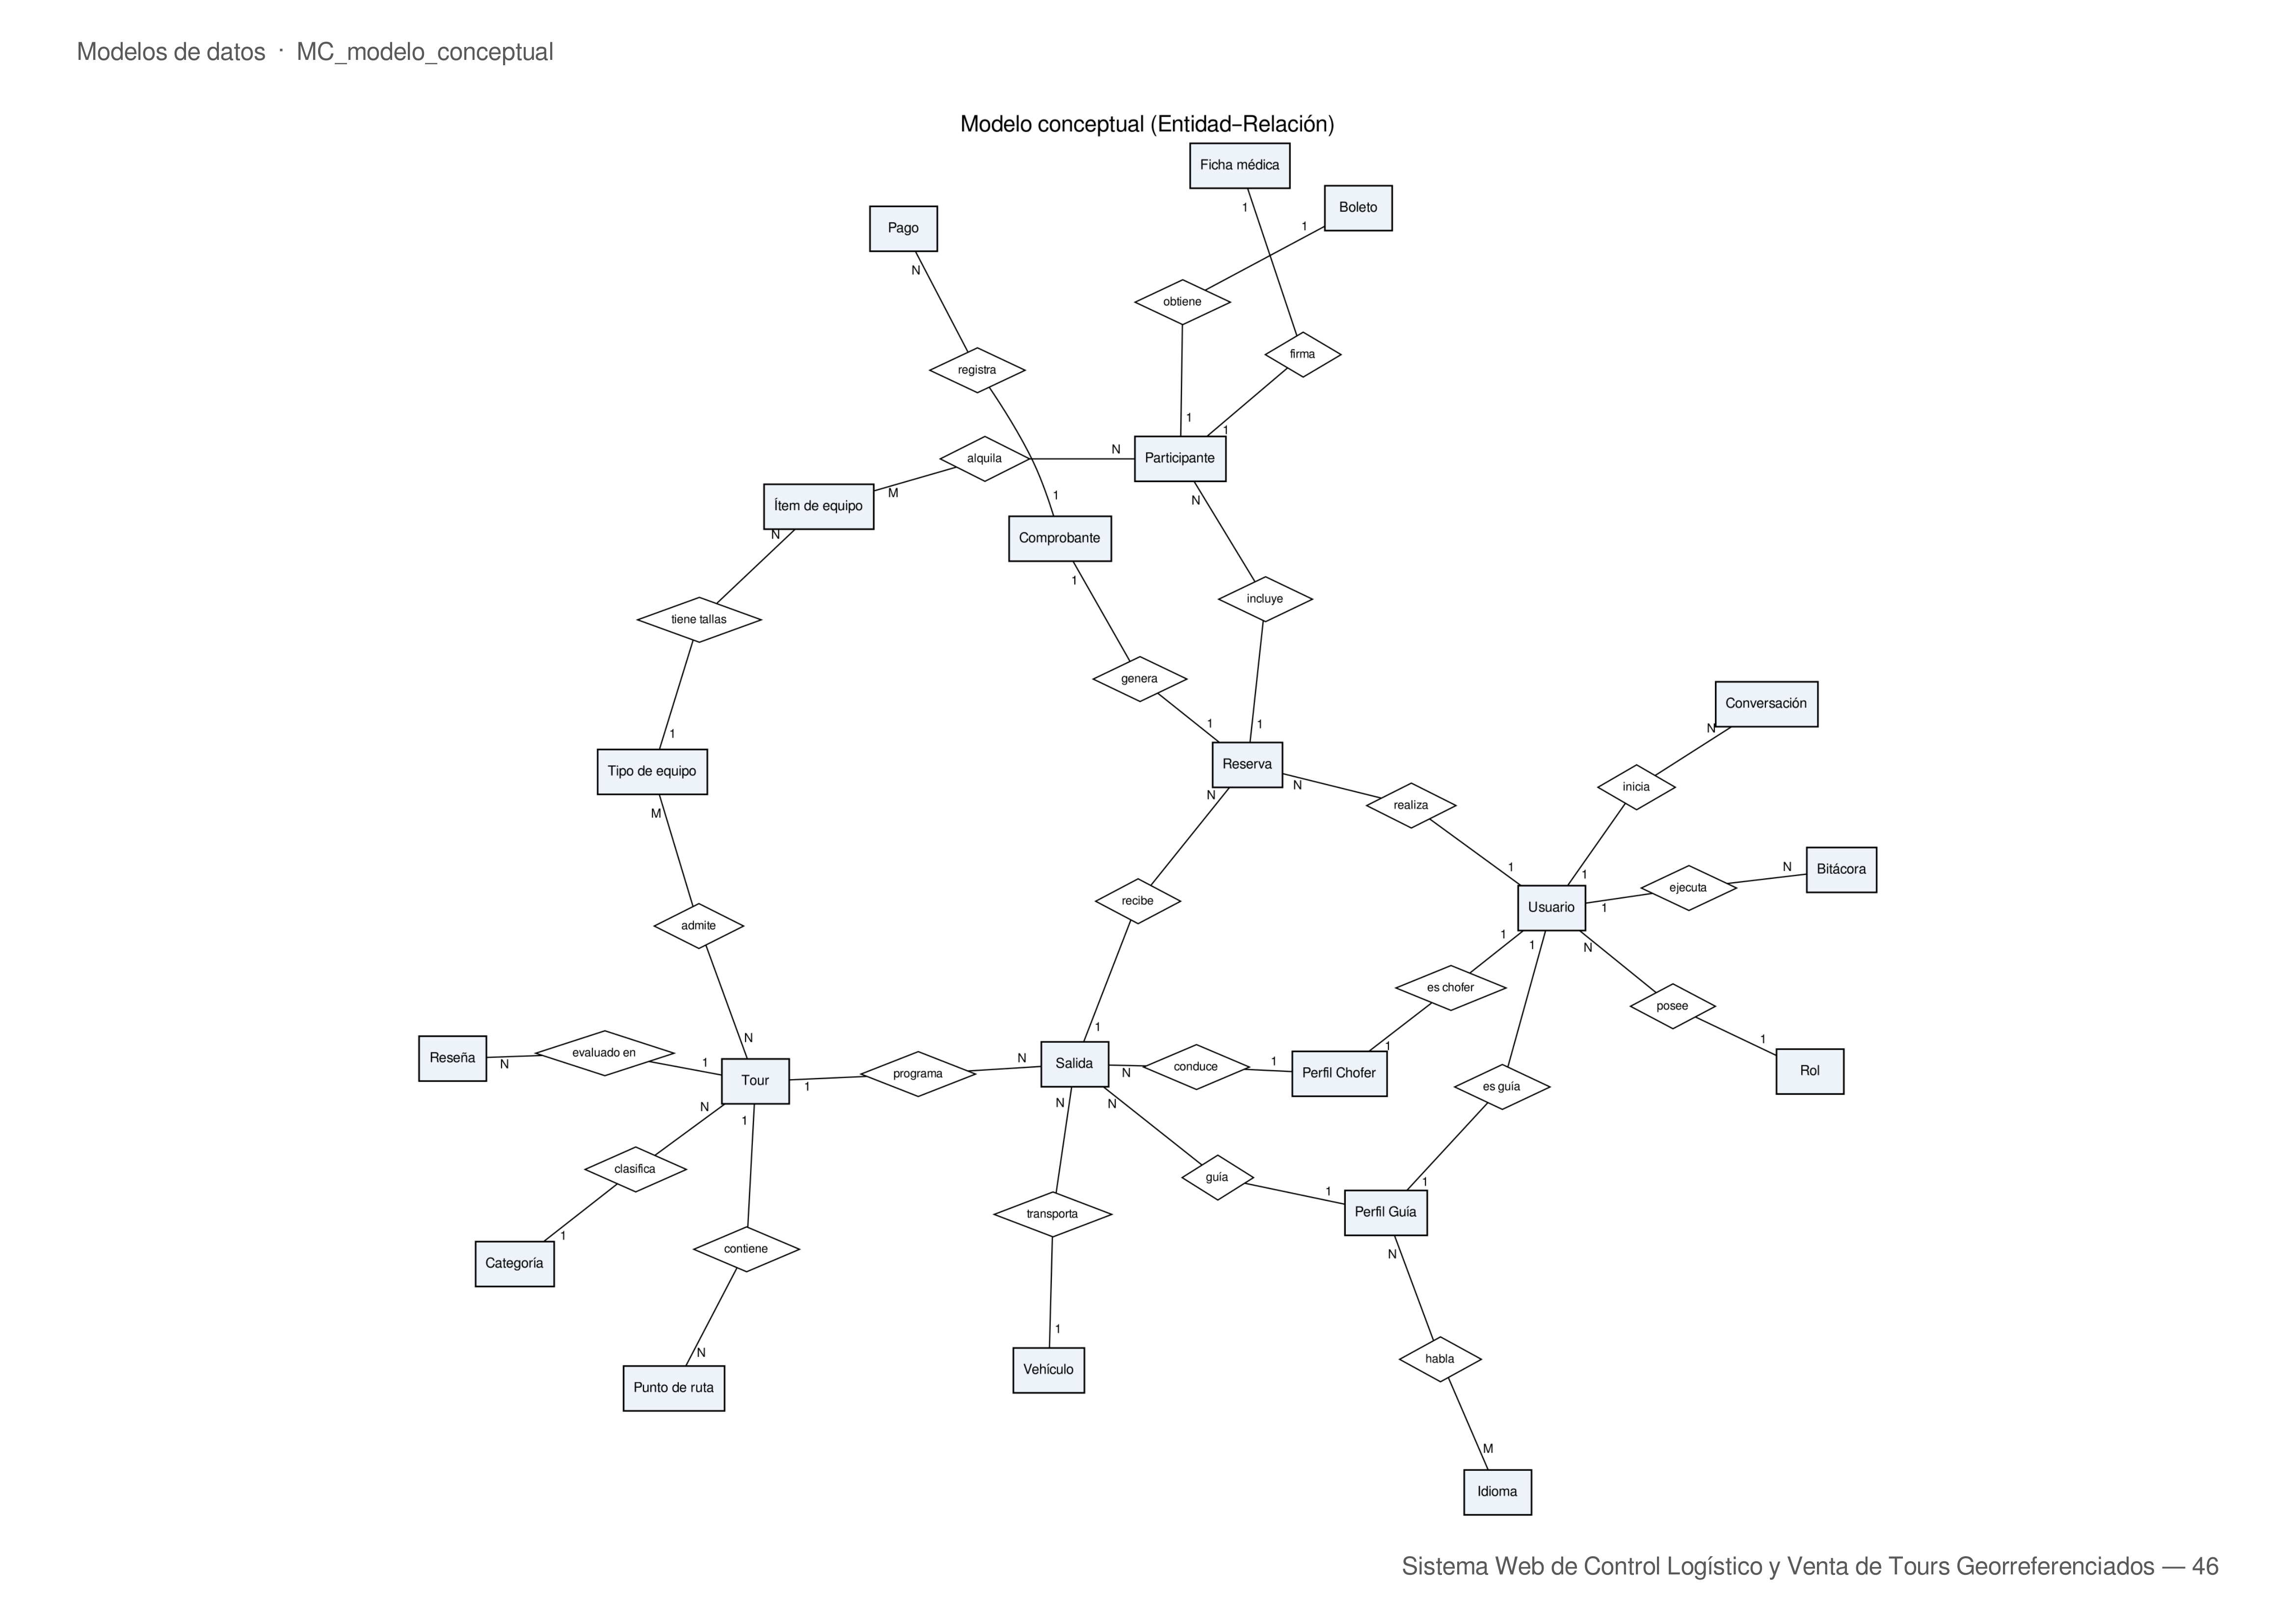 Modelos de datos · MC_modelo_conceptual
Modelo conceptual (Entidad–Relación)
Ficha médica
Boleto
1
Pago
1
N
obtiene
firma
registra
1
1
N
alquila
Participante
M
1
N
Ítem de equipo
N
Comprobante
1
incluye
tiene tallas
genera
Conversación
1
1
N
1
Reserva
Tipo de equipo
N
N
inicia
M
realiza
1
1
N
Bitácora
ejecuta
recibe
Usuario
1
admite
1
1
N
es chofer
posee
1
N
1
1
Reseña
evaluado en
N
1
N
Salida
conduce
1
Perfil Chofer
Rol
N
Tour
programa
N
1
es guía
N
1
N
N
clasifica
guía
1
1
Perfil Guía
transporta
1
contiene
N
Categoría
1
N
habla
Vehículo
Punto de ruta
M
Idioma
Sistema Web de Control Logístico y Venta de Tours Georreferenciados — 46